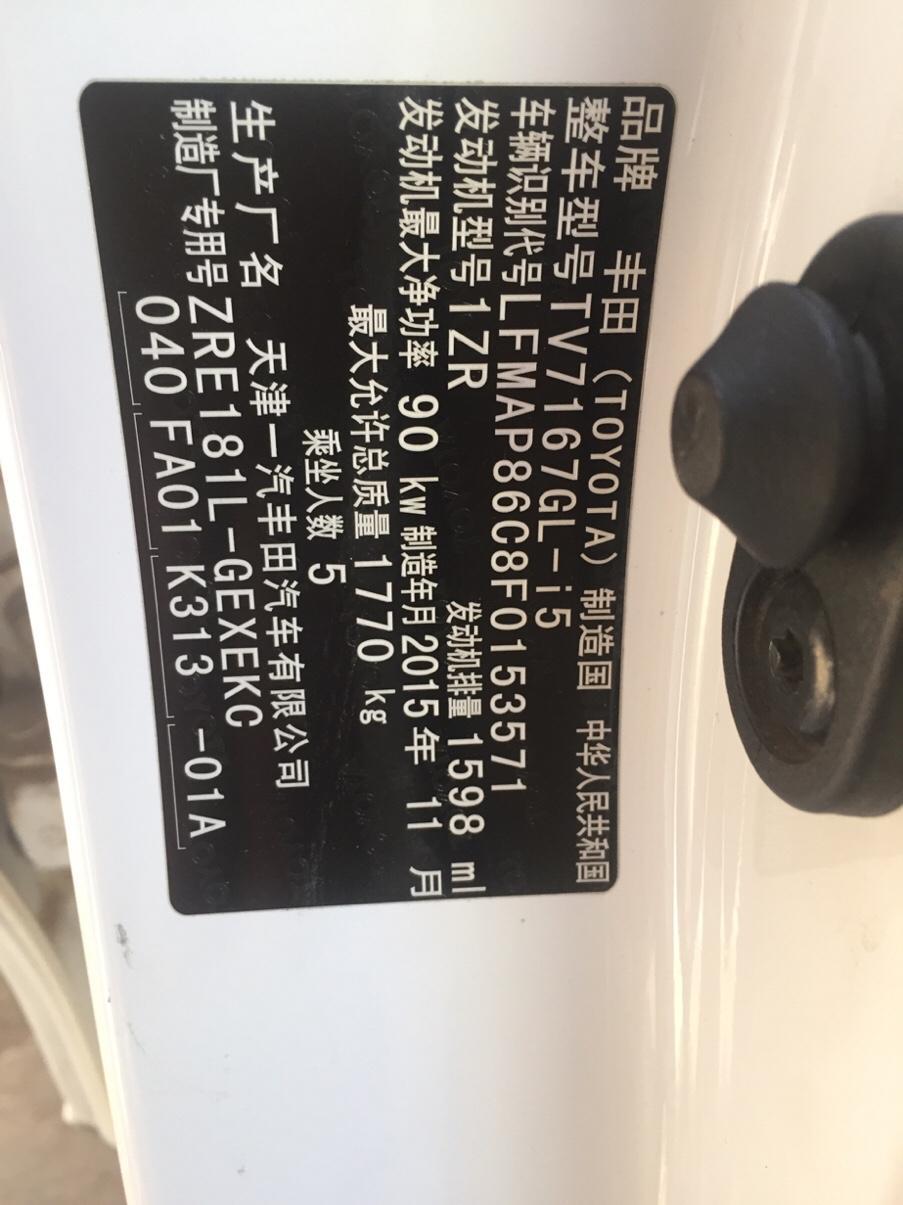 品牌 丰田 (TOYOTA) 制造国 中华人民共和国
整车型号 TV7167GL-i5
车辆识别代号 LFMAP86C8F0153571
发动机型号 1ZR 发动机排量 1598 ml
发动机最大净功率 90 kw 制造年月 2015年 11 月
最大允许总质量 1770 kg
乘坐人数 5
生产厂名 天津一汽丰田汽车有限公司
制造厂专用号 ZRE181L-GEXEKC
040 FA01 K313 -01A